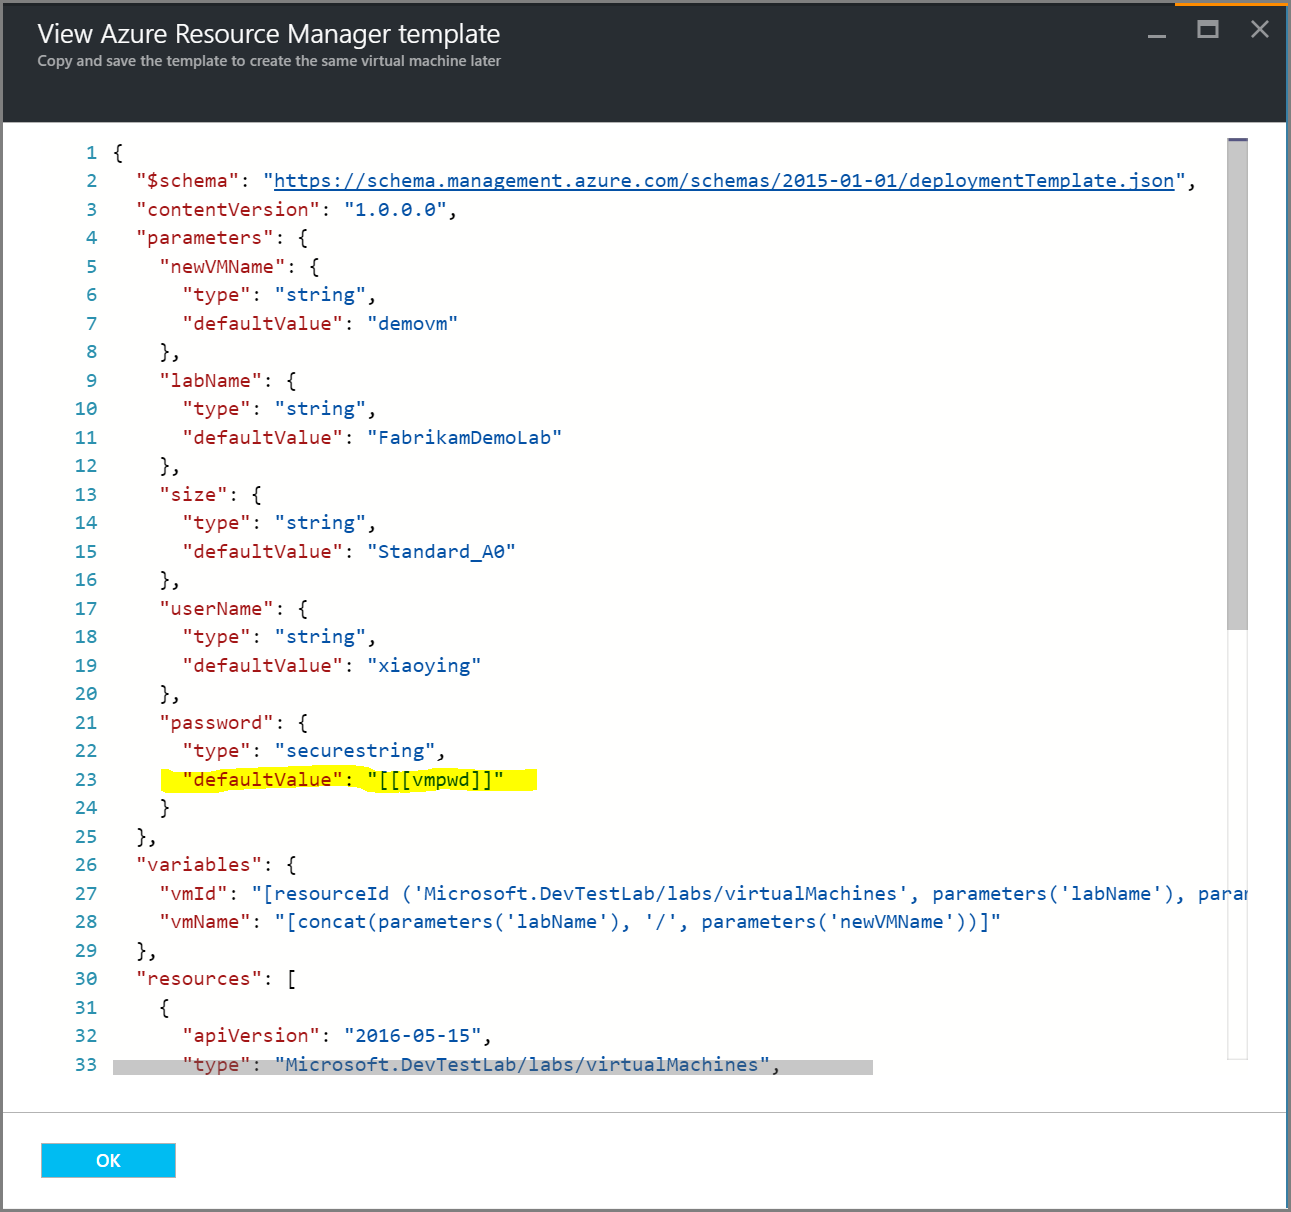 View Azure Resource Manager template
Copy and save the template to create the same virtual machine later
1 {
2 "$schema": "https://schema.management.azure.com/schemas/2015-01-01/deploymentTemplate.json",
3 "contentVersion": "1.0.0.0",
4 "parameters": {
5 "newVMName": {
6 "type": "string",
7 "defaultValue": "demovm"
8 },
9 "labName": {
10 "type": "string",
11 "defaultValue": "FabrikamDemoLab"
12 },
13 "size": {
14 "type": "string",
15 "defaultValue": "Standard_A0"
16 },
17 "userName": {
18 "type": "string",
19 "defaultValue": "xiaoying"
20 },
21 "password": {
22 "type": "securestring",
23 "defaultValue": "[[[vmpwd]]"
24 }
25 },
26 "variables": {
27 "vmId": "[resourceId ('Microsoft.DevTestLab/labs/virtualMachines', parameters('labName'), param
28 "vmName": "[concat(parameters('labName'), '/', parameters('newVMName'))]"
29 },
30 "resources": [
31 {
32 "apiVersion": "2016-05-15",
33 "type": "Microsoft.DevTestLab/labs/virtualMachines",
OK